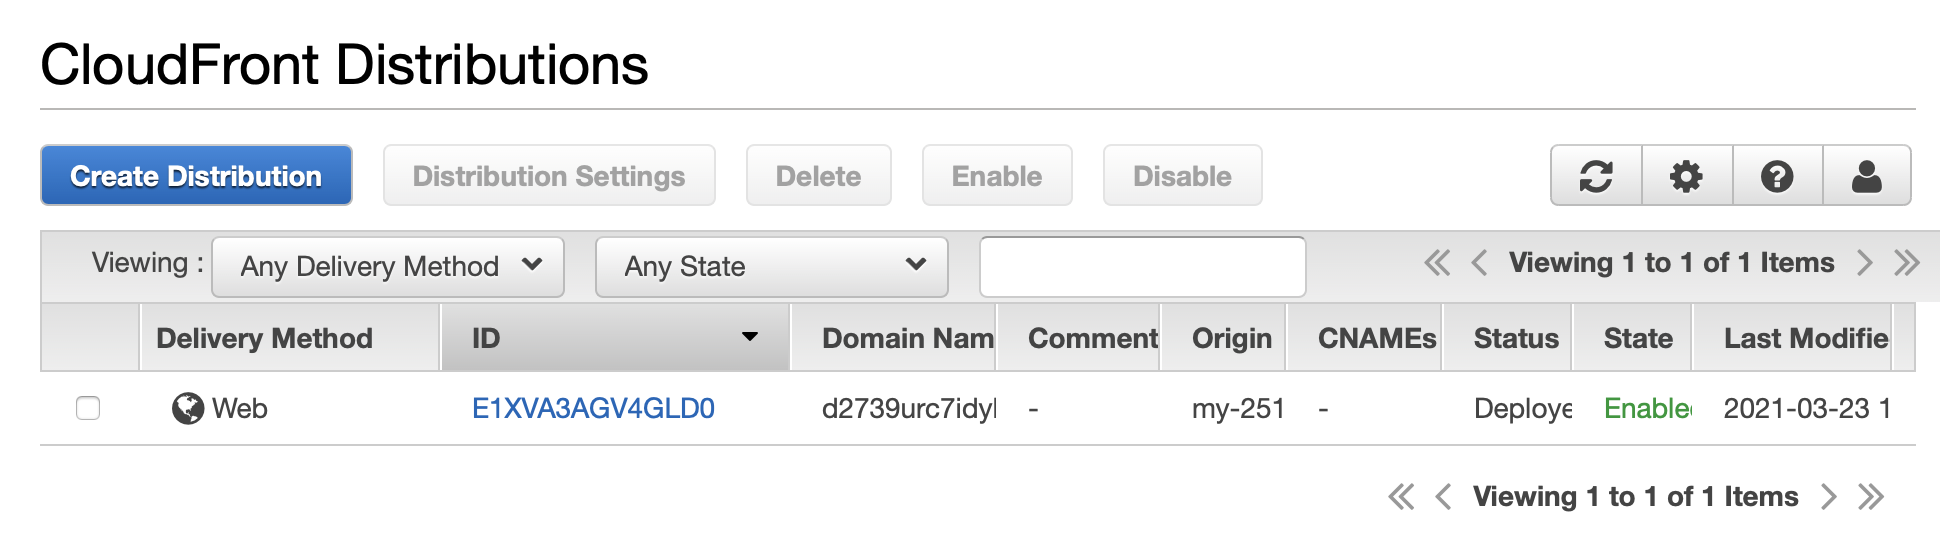 CloudFront Distributions
Create Distribution Distribution Settings Delete Enable Disable
Viewing : Any Delivery Method Any State Viewing 1 to 1 of 1 Items
Delivery Method ID Domain Nam Comment Origin CNAMEs Status State Last Modifie
Web E1XVA3AGV4GLD0 d2739urc7idyl - my-251 - Deploye Enable 2021-03-23 1
Viewing 1 to 1 of 1 Items